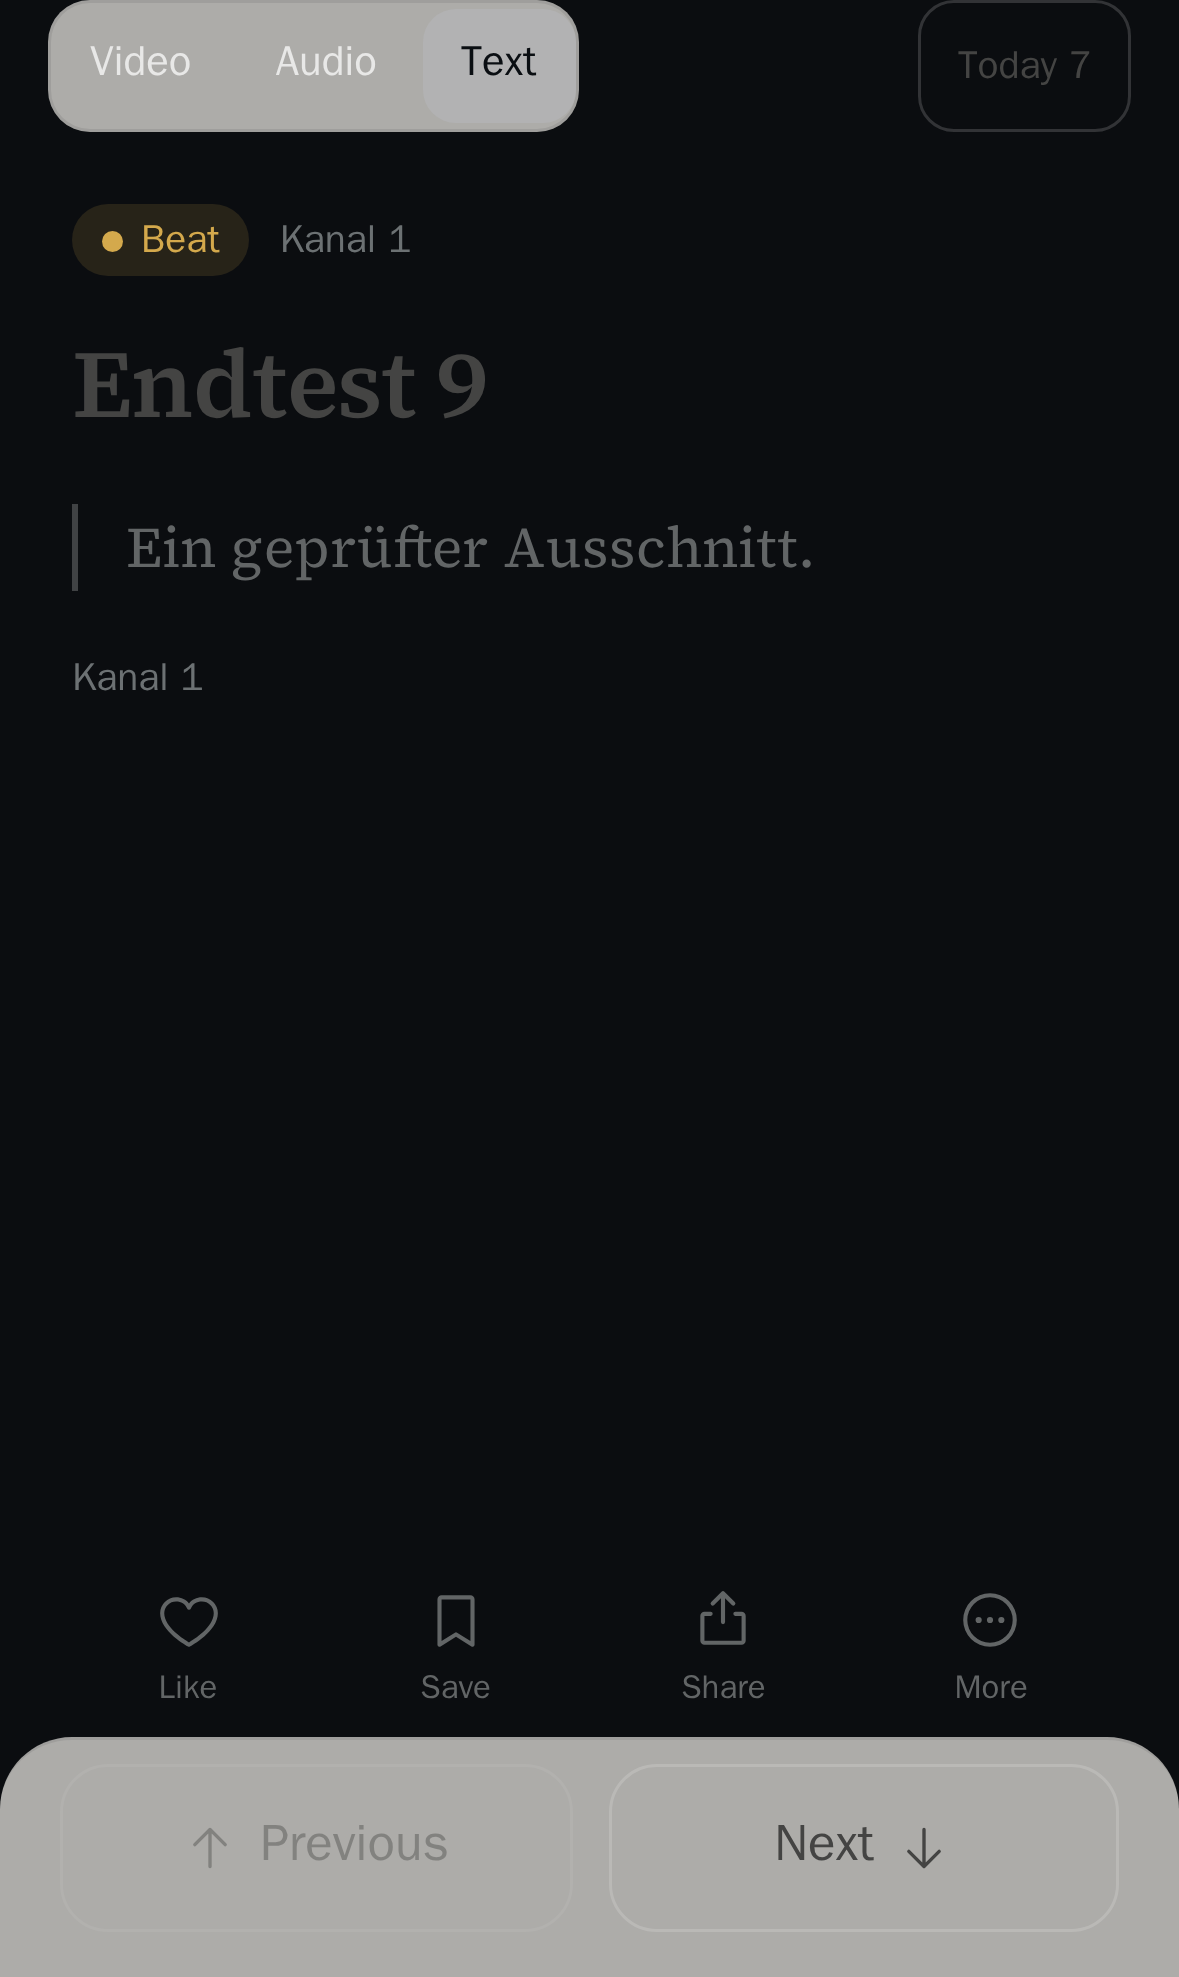 Video Audio Text Today 7
Beat Kanal 1
Endtest 9
Ein geprüfter Ausschnitt.
Kanal 1
Like Save Share More
Previous Next